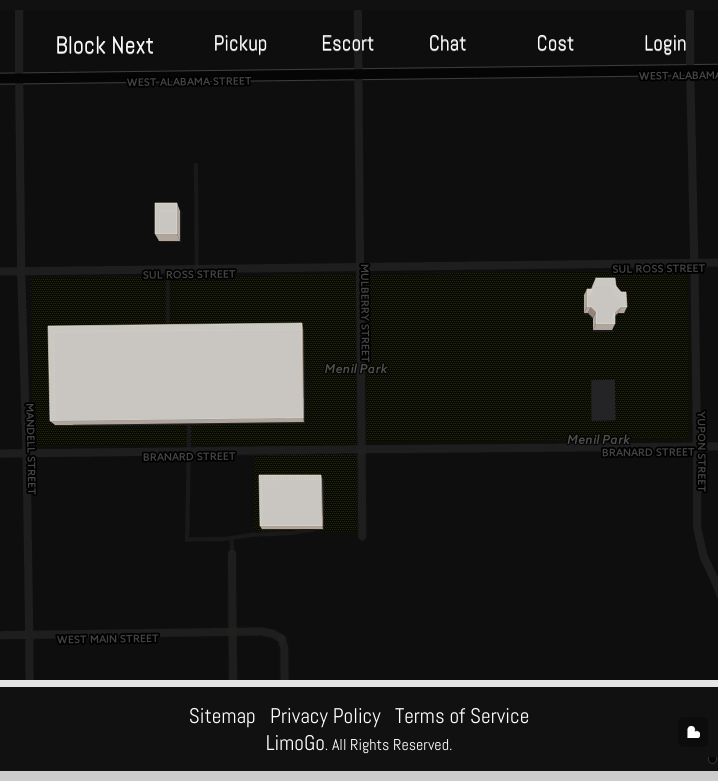 Block Next Pickup Escort Chat Cost Login
WEST ALABAMA STREET WEST ALABAMA
SUL ROSS STREET SUL ROSS STREET
MULBERRY STREET
Menil Park
MANDELL STREET
Menil Park
YUPON STREET
BRANARD STREET BRANARD STREET
WEST MAIN STREET
Sitemap Privacy Policy Terms of Service
LimoGo. All Rights Reserved.